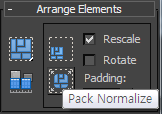 - Arrange Elements
Rescale
Rotate
Padding:
Pack Normalize